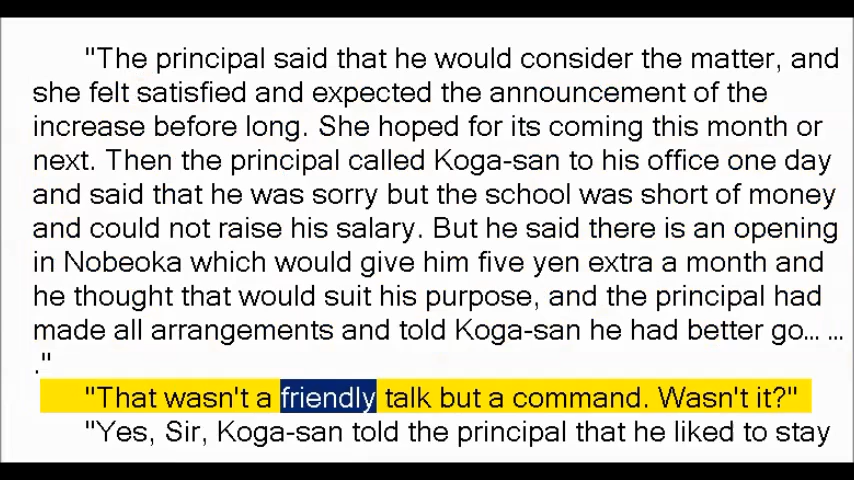 "The principal said that he would consider the matter, and
she felt satisfied and expected the announcement of the
increase before long. She hoped for its coming this month or
next. Then the principal called Koga-san to his office one day
and said that he was sorry but the school was short of money
and could not raise his salary. But he said there is an opening
in Nobeoka which would give him five yen extra a month and
he thought that would suit his purpose, and the principal had
made all arrangements and told Koga-san he had better go... ...
."
"That wasn't a friendly talk but a command. Wasn't it?"
"Yes, Sir, Koga-san told the principal that he liked to stay